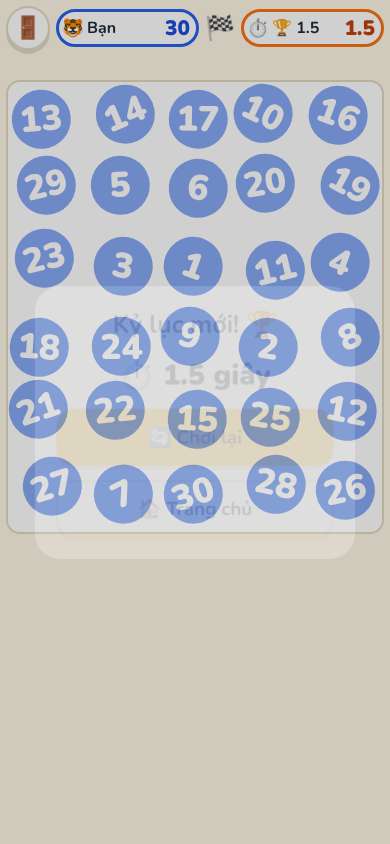 Bạn 30 1.5 1.5
13 14 17 10 16
29 5 6 20 19
23 3 1 11 4
Kỷ lục mới!
18 24 9 2 8
1.5 giây
21 22 15 25 12
Chơi lại
27 7 30 28 26
Trang chủ